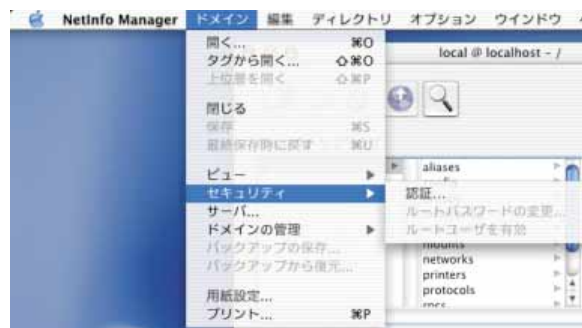 NetInfo Manager ドメイン 編集 ディレクトリ オプション ウインドウ
開く... ⌘O
タグから開く... ⇧⌘O
上位層を開く ⇧⌘P
閉じる
保存 ⌘S
最終保存時に戻す ⌘U
ビュー
セキュリティ
サーバ...
ドメインの管理
バックアップの保存...
バックアップから復元...
用紙設定...
プリント... ⌘P
local @ localhost - /
aliases
認証...
ルートパスワードの変更...
ルートユーザを有効
mounts
networks
printers
protocols
rpcs